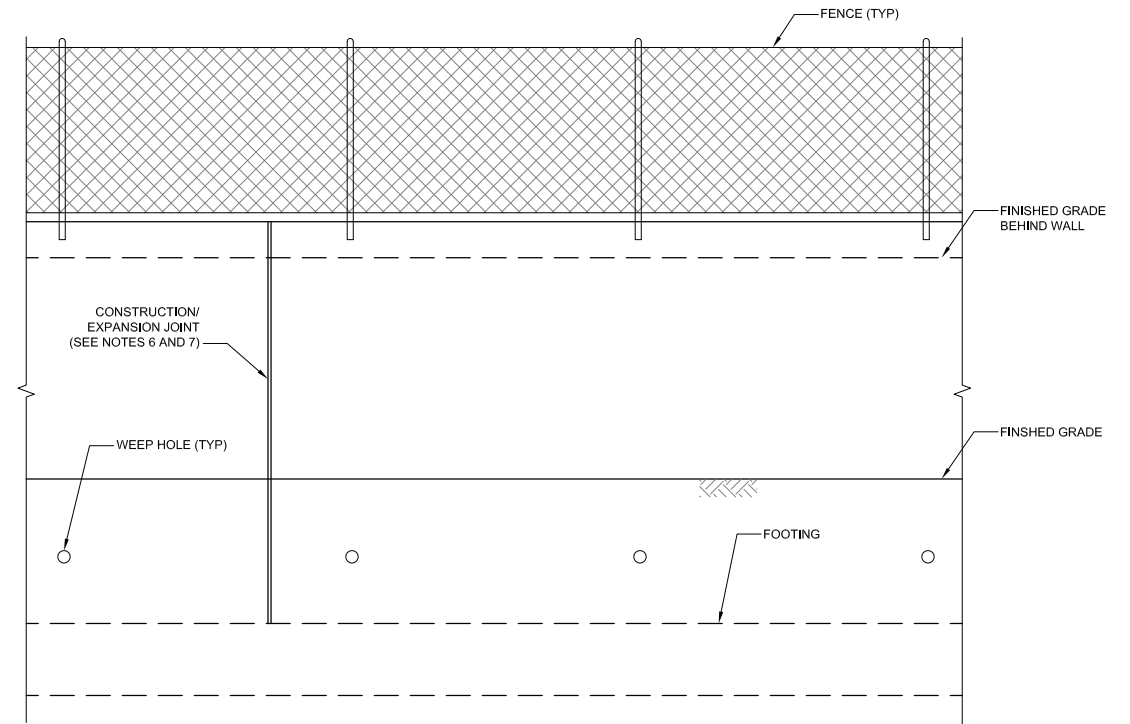 FENCE (TYP)
FINISHED GRADE
BEHIND WALL
CONSTRUCTION/
EXPANSION JOINT
(SEE NOTES 6 AND 7)
WEEP HOLE (TYP)
FINSHED GRADE
FOOTING